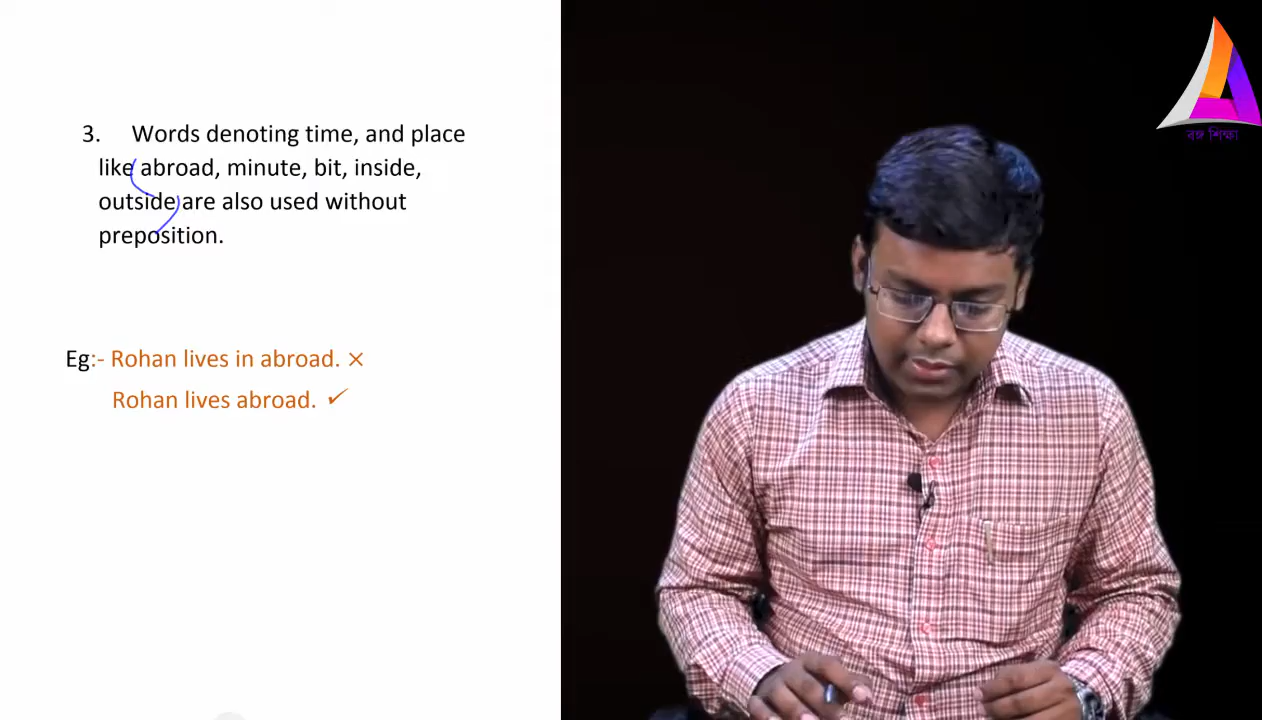 3. Words denoting time, and place
like abroad, minute, bit, inside,
outside are also used without
preposition.
Eg:- Rohan lives in abroad. ×
Rohan lives abroad. ✓
বঙ্গ শিক্ষা